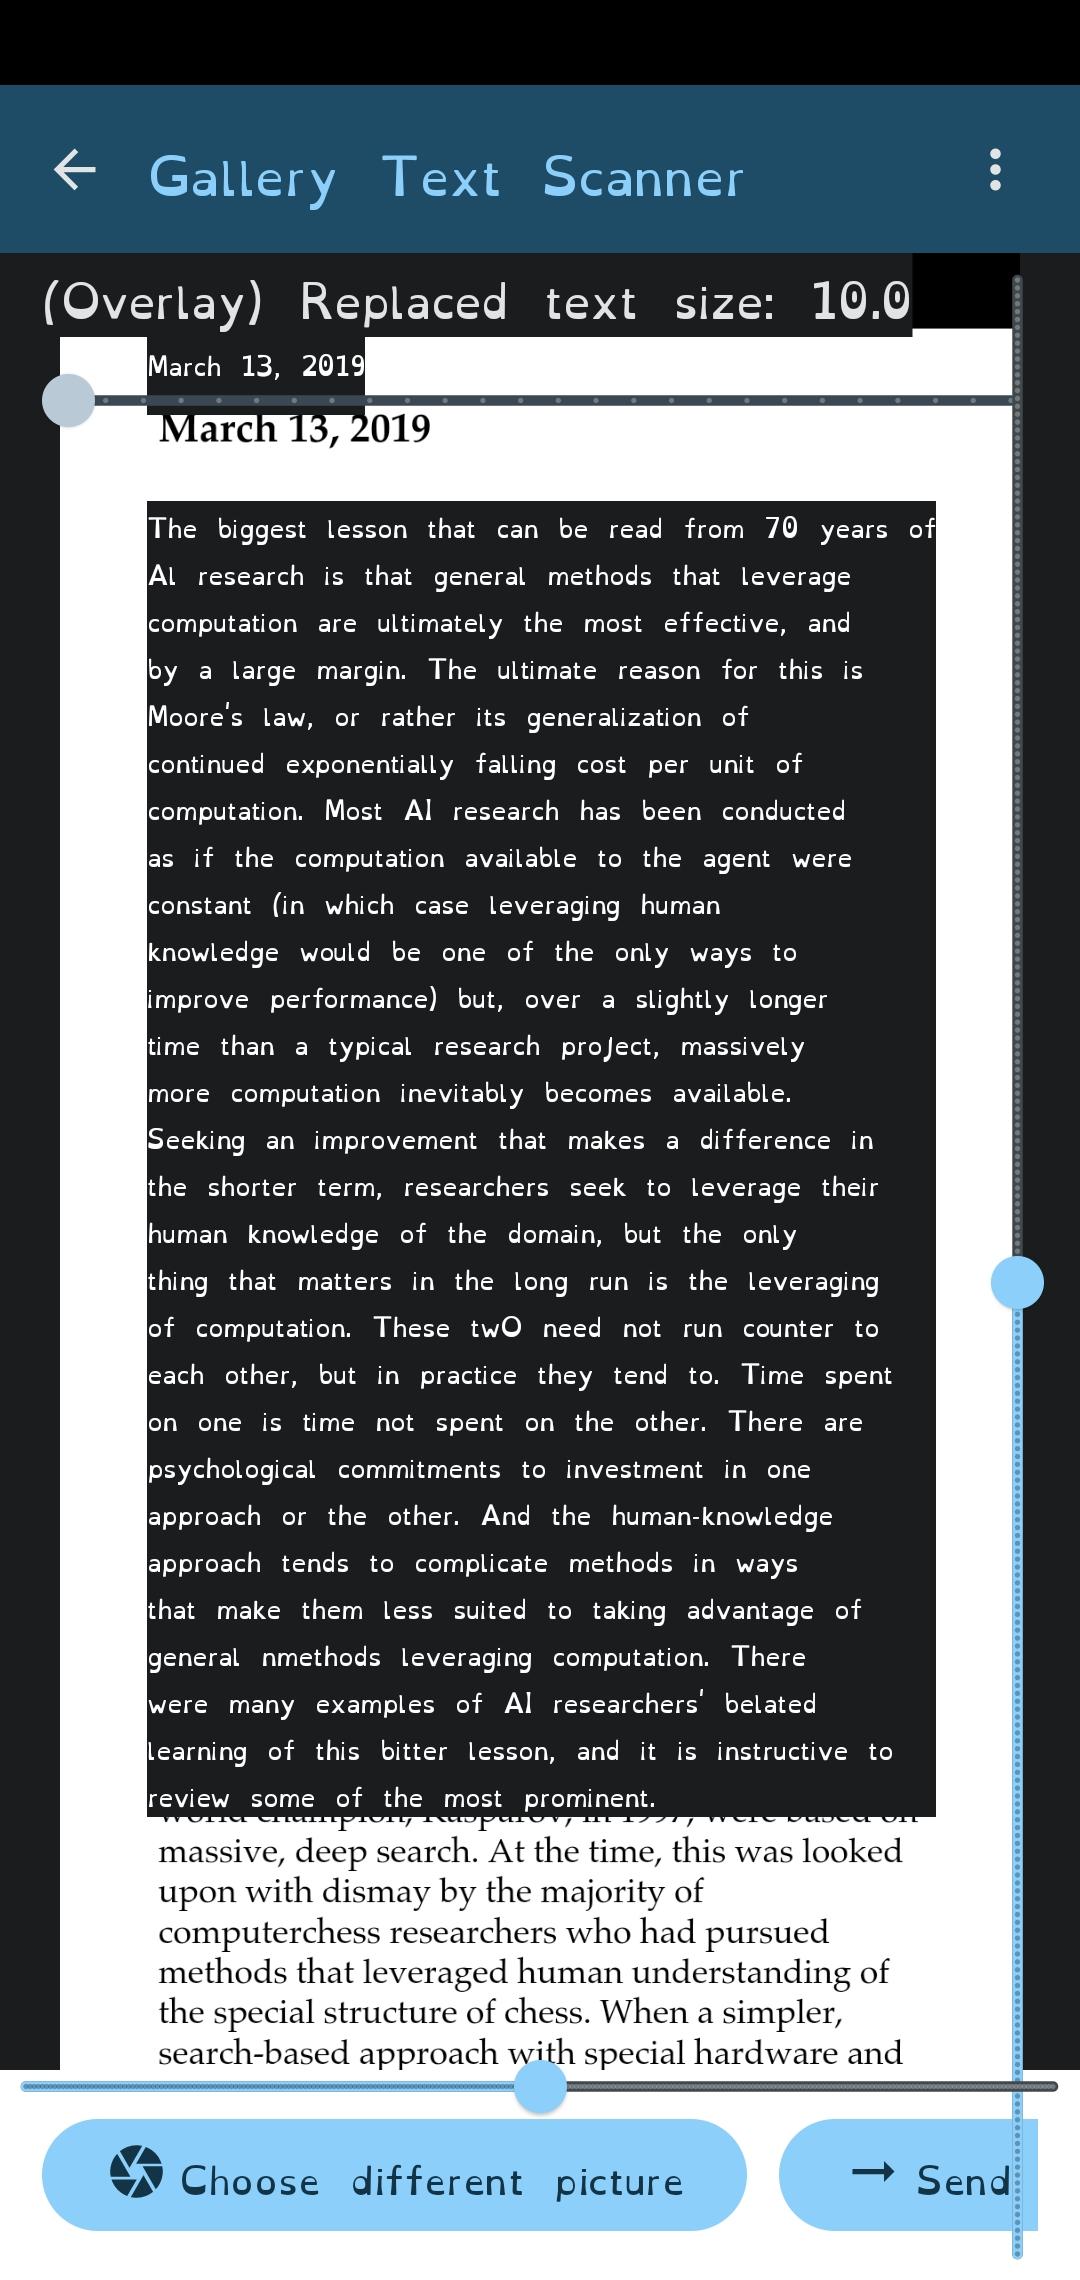 Gallery Text Scanner
(Overlay) Replaced text size: 10.0
March 13, 2019
March 13, 2019
The biggest lesson that can be read from 70 years of
Al research is that general methods that leverage
computation are ultimately the most effective, and
by a large margin. The ultimate reason for this is
Moore's law, or rather its generalization of
continued exponentially falling cost per unit of
computation. Most AI research has been conducted
as if the computation available to the agent were
constant (in which case leveraging human
knowledge would be one of the only ways to
improve performance) but, over a slightly longer
time than a typical research proJect, massively
more computation inevitably becomes available.
Seeking an improvement that makes a difference in
the shorter term, researchers seek to leverage their
human knowledge of the domain, but the only
thing that matters in the long run is the leveraging
of computation. These twO need not run counter to
each other, but in practice they tend to. Time spent
on one is time not spent on the other. There are
psychological commitments to investment in one
approach or the other. And the human-knowledge
approach tends to complicate methods in ways
that make them less suited to taking advantage of
general nmethods leveraging computation. There
were many examples of AI researchers' belated
learning of this bitter lesson, and it is instructive to
review some of the most prominent.
world champion, Kasparov, in 1997, were based on
massive, deep search. At the time, this was looked
upon with dismay by the majority of
computerchess researchers who had pursued
methods that leveraged human understanding of
the special structure of chess. When a simpler,
search-based approach with special hardware and
Choose different picture
Send